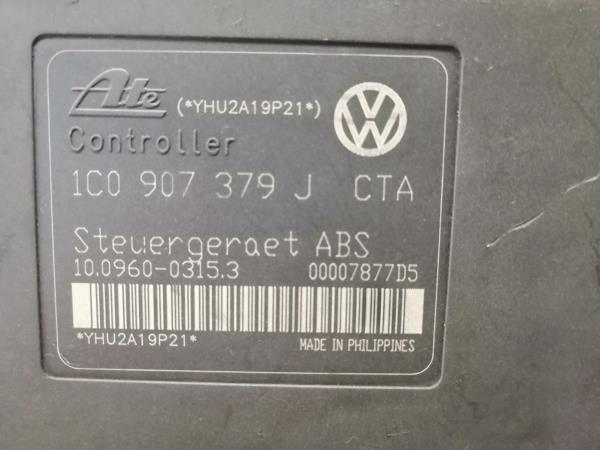 Ate (*YHU2A19P21*)
Controller
1C0 907 379 J CTA
Steuergeraet ABS
10.0960-0315.3 00007877D5
*YHU2A19P21* MADE IN PHILIPPINES